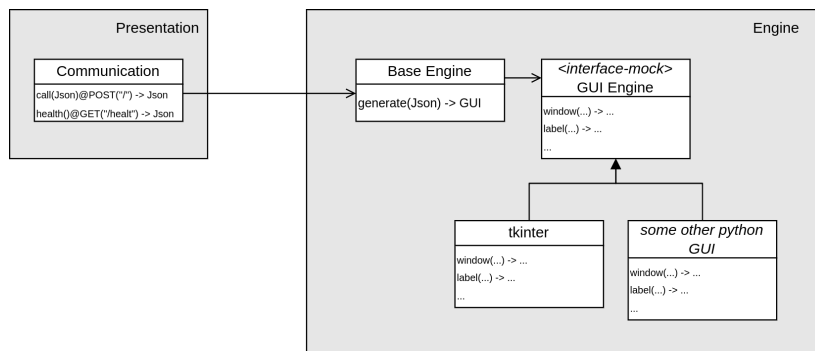 Presentation
Communication
call(Json)@POST("/") -> Json
health()@GET("/healt") -> Json
Engine
Base Engine
generate(Json) -> GUI
<interface-mock>
GUI Engine
window(...) -> ...
label(...) -> ...
...
tkinter
window(...) -> ...
label(...) -> ...
...
some other python
GUI
window(...) -> ...
label(...) -> ...
...